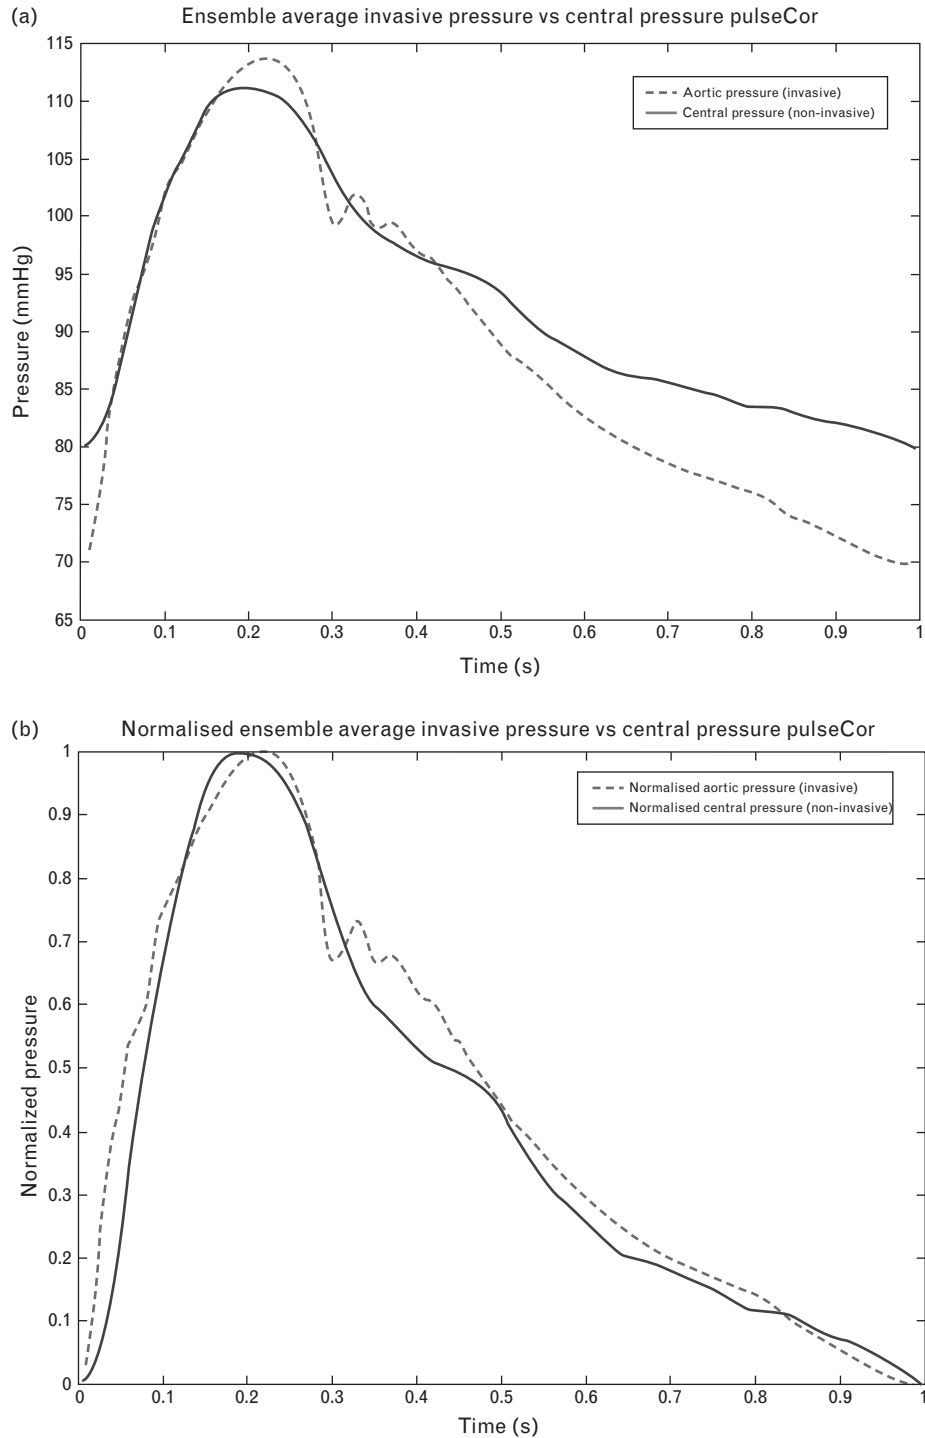 (a)
Ensemble average invasive pressure vs central pressure pulseCor
115
110
105
100
95
90
85
80
75
70
65
Pressure (mmHg)
Aortic pressure (invasive)
Central pressure (non-invasive)
0 0.1 0.2 0.3 0.4 0.5 0.6 0.7 0.8 0.9 1
Time (s)
(b)
Normalised ensemble average invasive pressure vs central pressure pulseCor
1
0.9
0.8
0.7
0.6
0.5
0.4
0.3
0.2
0.1
0
Normalized pressure
Normalised aortic pressure (invasive)
Normalised central pressure (non-invasive)
0 0.1 0.2 0.3 0.4 0.5 0.6 0.7 0.8 0.9 1
Time (s)